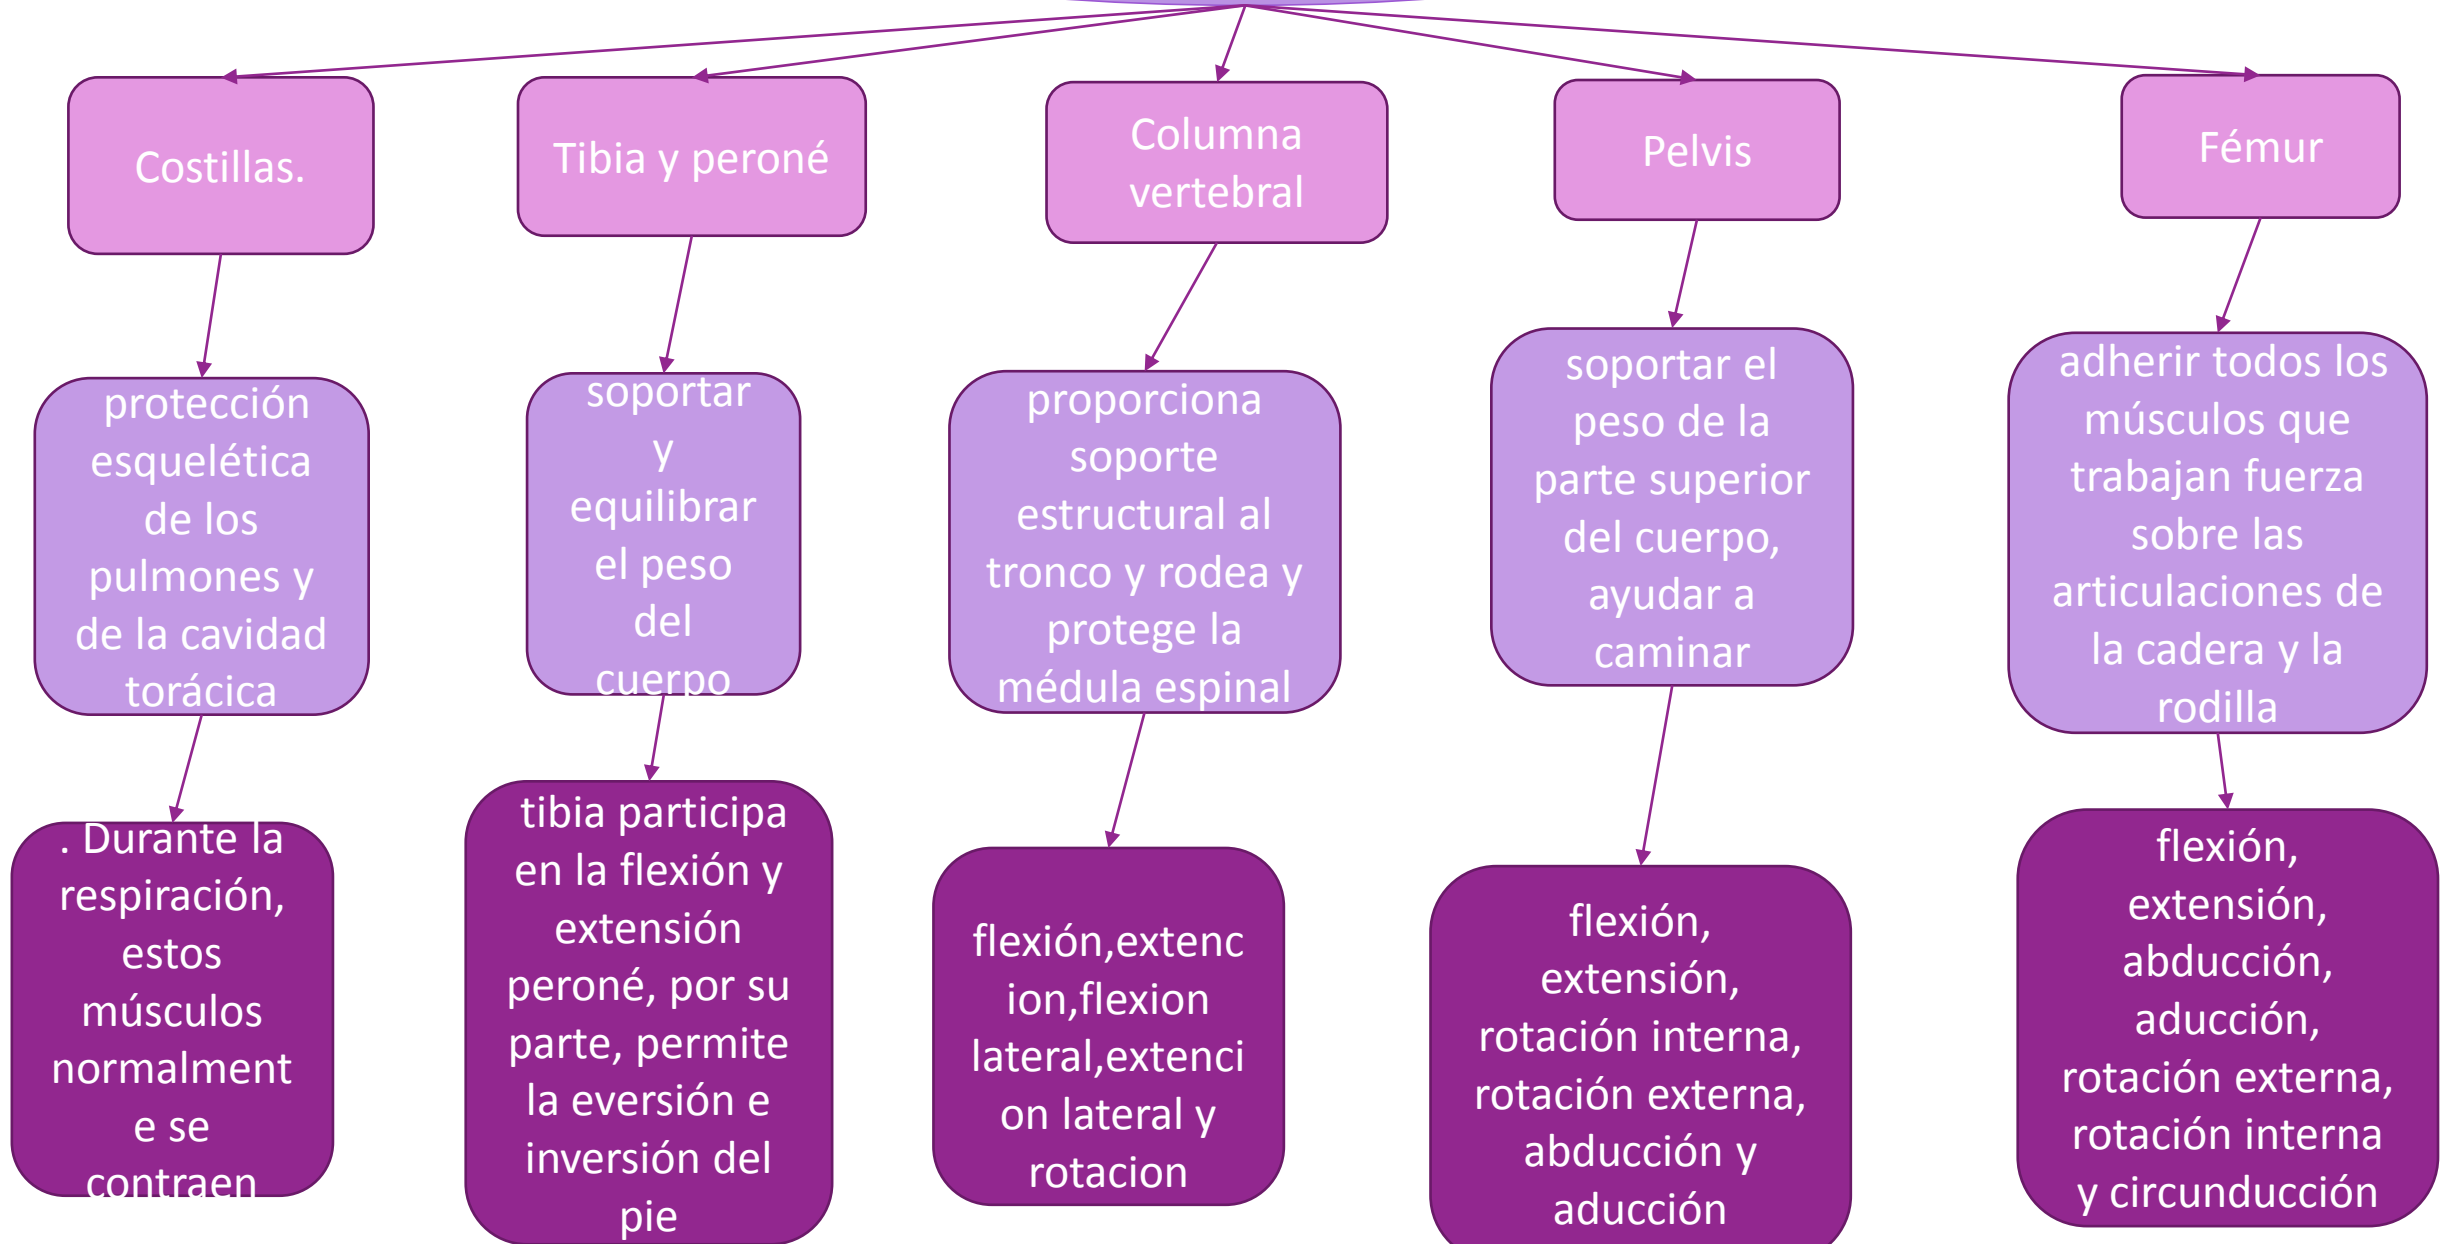 Costillas.
Tibia y peroné
Columna
vertebral
Pelvis
Fémur
protección
esquelética
de los
pulmones y
de la cavidad
torácica
soportar
y
equilibrar
el peso
del
cuerpo
proporciona
soporte
estructural al
tronco y rodea y
protege la
médula espinal
soportar el
peso de la
parte superior
del cuerpo,
ayudar a
caminar
adherir todos los
músculos que
trabajan fuerza
sobre las
articulaciones de
la cadera y la
rodilla
. Durante la
respiración,
estos
músculos
normalment
e se
contraen
tibia participa
en la flexión y
extensión
peroné, por su
parte, permite
la eversión e
inversión del
pie
flexión,extenc
ion,flexion
lateral,extenci
on lateral y
rotacion
flexión,
extensión,
rotación interna,
rotación externa,
abducción y
aducción
flexión,
extensión,
abducción,
aducción,
rotación externa,
rotación interna
y circunducción